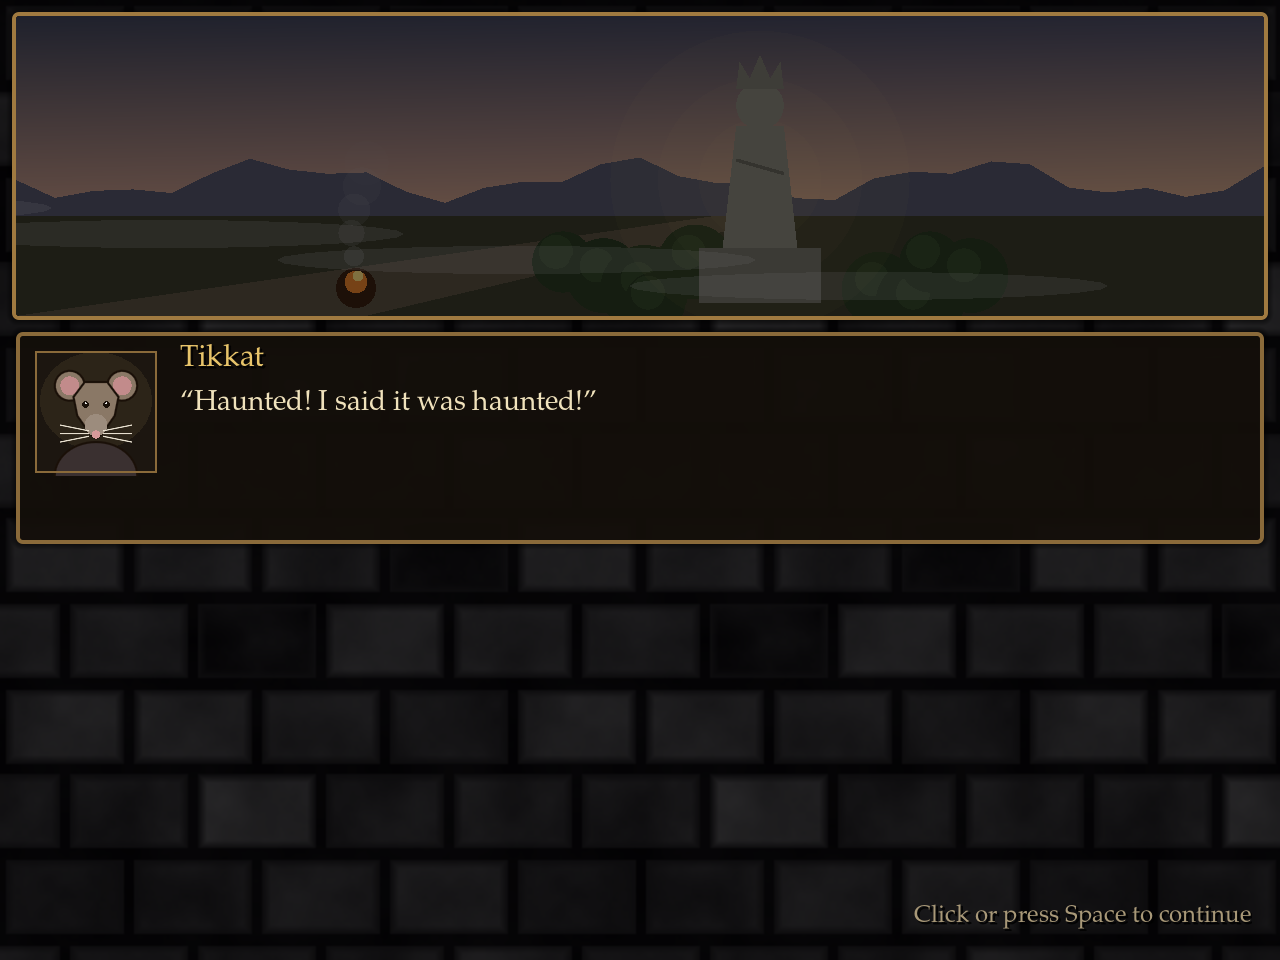 Tikkat
“Haunted! I said it was haunted!”
Click or press Space to continue